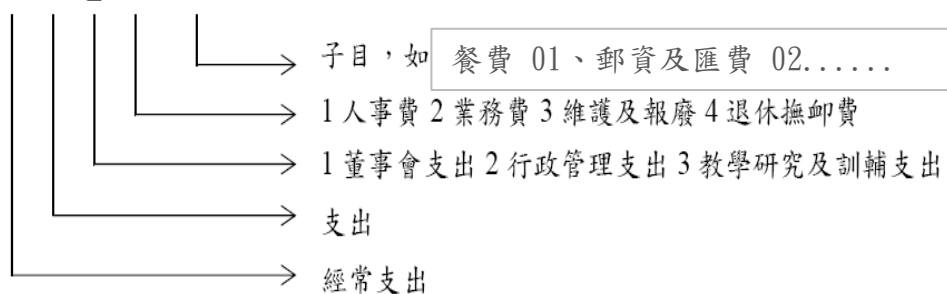 子目，如 餐費 01、郵資及匯費 02......
1 人事費 2 業務費 3 維護及報廢 4 退休撫卹費
1 董事會支出 2 行政管理支出 3 教學研究及訓輔支出
支出
經常支出